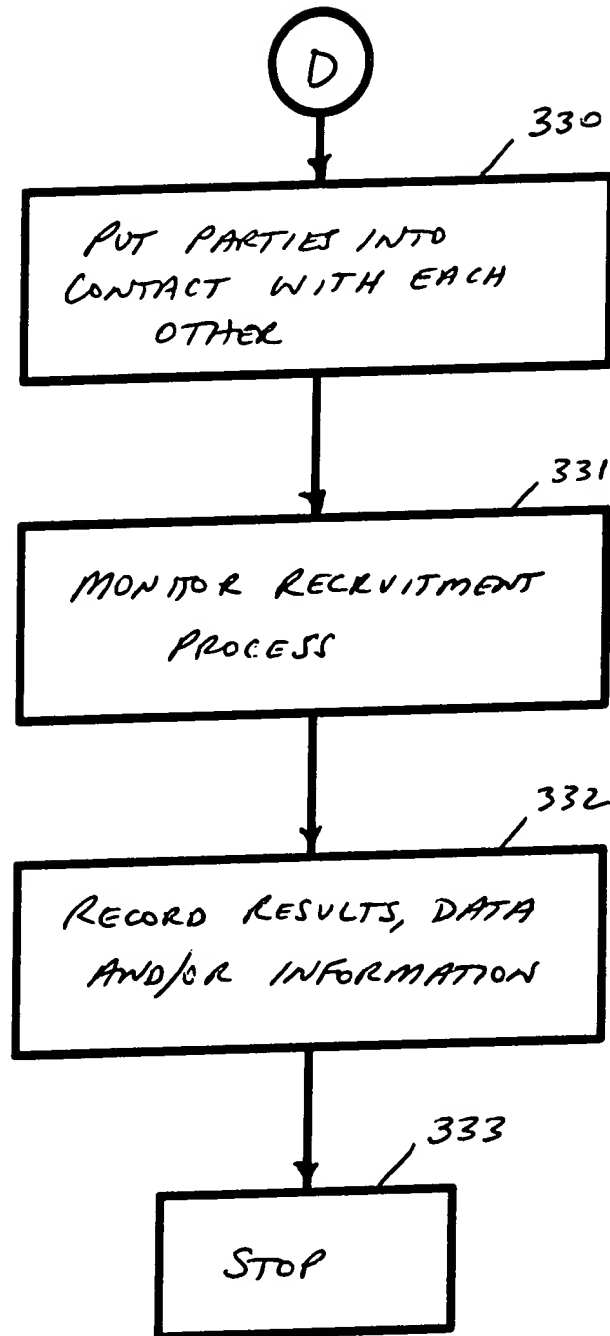 D
330
PUT PARTIES INTO
CONTACT WITH EACH
OTHER
331
MONITOR RECRUITMENT
PROCESS
332
RECORD RESULTS, DATA
AND/OR INFORMATION
333
STOP